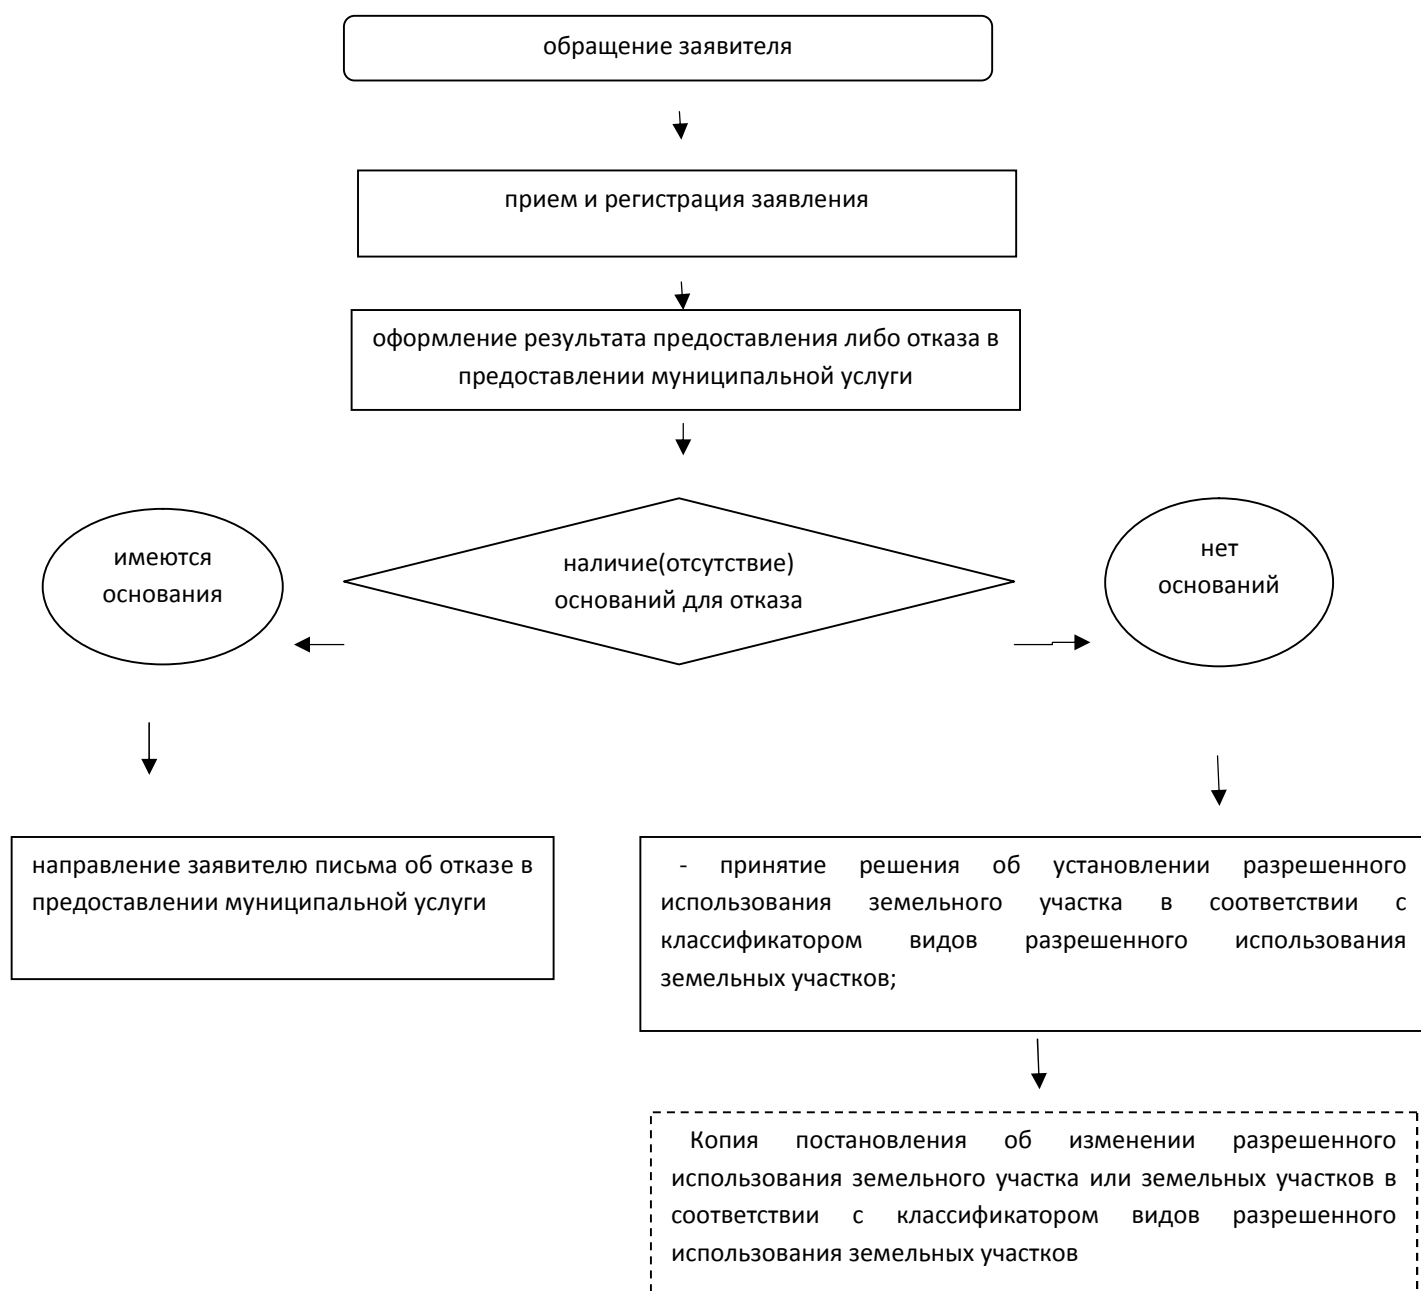 обращение заявителя
прием и регистрация заявления
оформление результата предоставления либо отказа в
предоставлении муниципальной услуги
имеются
основания
наличие(отсутствие)
оснований для отказа
нет
оснований
направление заявителю письма об отказе в
предоставлении муниципальной услуги
- принятие решения об установлении разрешенного
использования земельного участка в соответствии с
классификатором видов разрешенного использования
земельных участков;
Копия постановления об изменении разрешенного
использования земельного участка или земельных участков в
соответствии с классификатором видов разрешенного
использования земельных участков